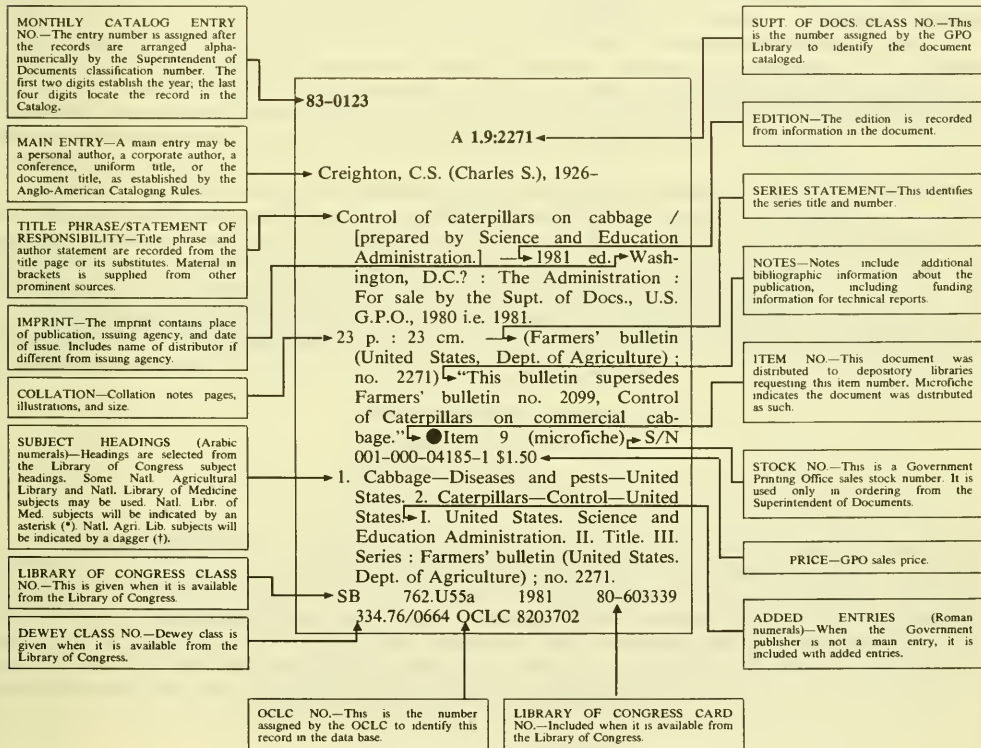 MONTHLY CATALOG ENTRY
NO.—The entry number is assigned after
the records are arranged alpha-
numerically by the Superintendent of
Documents classification number. The
first two digits establish the year; the last
four digits locate the record in the
Catalog.
MAIN ENTRY—A main entry may be
a personal author, a corporate author, a
conference, uniform title, or the
document title, as established by the
Anglo-American Cataloging Rules.
TITLE PHRASE/STATEMENT OF
RESPONSIBILITY—Title phrase and
author statement are recorded from the
title page or its substitutes. Material in
brackets is supplied from other
prominent sources.
IMPRINT—The imprint contains place
of publication, issuing agency, and date
of issue. Includes name of distributor if
different from issuing agency.
COLLATION—Collation notes pages,
illustrations, and size.
SUBJECT HEADINGS (Arabic
numerals)—Headings are selected from
the Library of Congress subject
headings. Some Natl. Agricultural
Library and Natl. Library of Medicine
subjects may be used. Natl. Libr. of
Med. subjects will be indicated by an
asterisk (*). Natl. Agri. Lib. subjects will
be indicated by a dagger (†).
LIBRARY OF CONGRESS CLASS
NO.—This is given when it is available
from the Library of Congress.
DEWEY CLASS NO.—Dewey class is
given when it is available from the
Library of Congress.
83-0123
A 1.9:2271
Creighton, C.S. (Charles S.), 1926-
Control of caterpillars on cabbage /
[prepared by Science and Education
Administration.] — 1981 ed. Wash-
ington, D.C.? : The Administration :
For sale by the Supt. of Docs., U.S.
G.P.O., 1980 i.e. 1981.
23 p. : 23 cm. — (Farmers' bulletin
(United States, Dept. of Agriculture) ;
no. 2271) "This bulletin supersedes
Farmers' bulletin no. 2099, Control
of Caterpillars on commercial cab-
bage." ●Item 9 (microfiche) S/N
001-000-04185-1 $1.50
1. Cabbage—Diseases and pests—United
States. 2. Caterpillars—Control—United
States. I. United States. Science and
Education Administration. II. Title. III.
Series : Farmers' bulletin (United States.
Dept. of Agriculture) ; no. 2271.
SB 762.U55a 1981 80-603339
334.76/0664 OCLC 8203702
SUPT. OF DOCS. CLASS NO.—This
is the number assigned by the GPO
Library to identify the document
cataloged.
EDITION—The edition is recorded
from information in the document.
SERIES STATEMENT—This identifies
the series title and number.
NOTES—Notes include additional
bibliographic information about the
publication, including funding
information for technical reports.
ITEM NO.—This document was
distributed to depository libraries
requesting this item number. Microfiche
indicates the document was distributed
as such.
STOCK NO.—This is a Government
Printing Office sales stock number. It is
used only in ordering from the
Superintendent of Documents.
PRICE—GPO sales price.
ADDED ENTRIES (Roman
numerals)—When the Government
publisher is not a main entry, it is
included with added entries.
OCLC NO.—This is the number
assigned by the OCLC to identify this
record in the data base.
LIBRARY OF CONGRESS CARD
NO.—Included when it is available from
the Library of Congress.